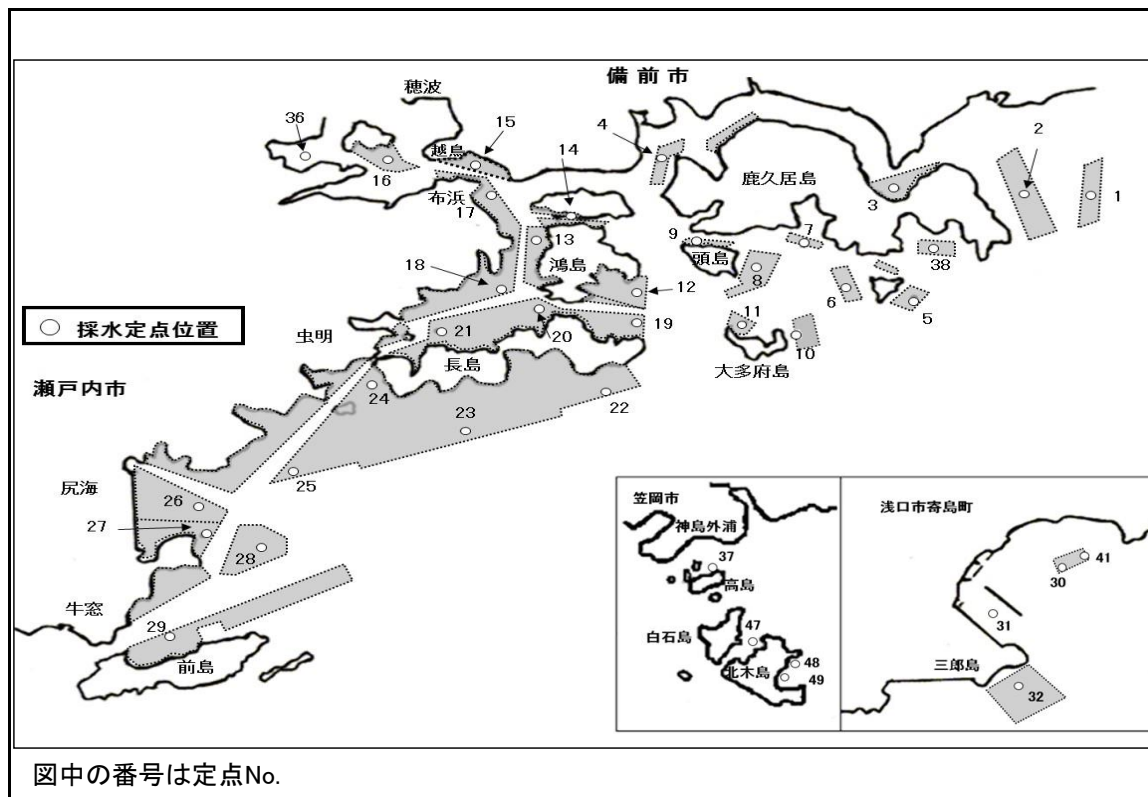 備前市
穂波
36
15
4
14
2
越鳥
16
鹿久居島
3
1
布浜
17
7
9
13
頭島
38
鴻島
8
18
12
6
5
11
19
○ 採水定点位置
21
20
10
虫明
長島
大多府島
24
瀬戸内市
22
23
25
尻海
26
27
28
牛窓
29
前島
笠岡市
神島外浦
37
高島
白石島
47
北木島
48
49
浅口市寄島町
41
30
31
三郎島
32
図中の番号は定点No.